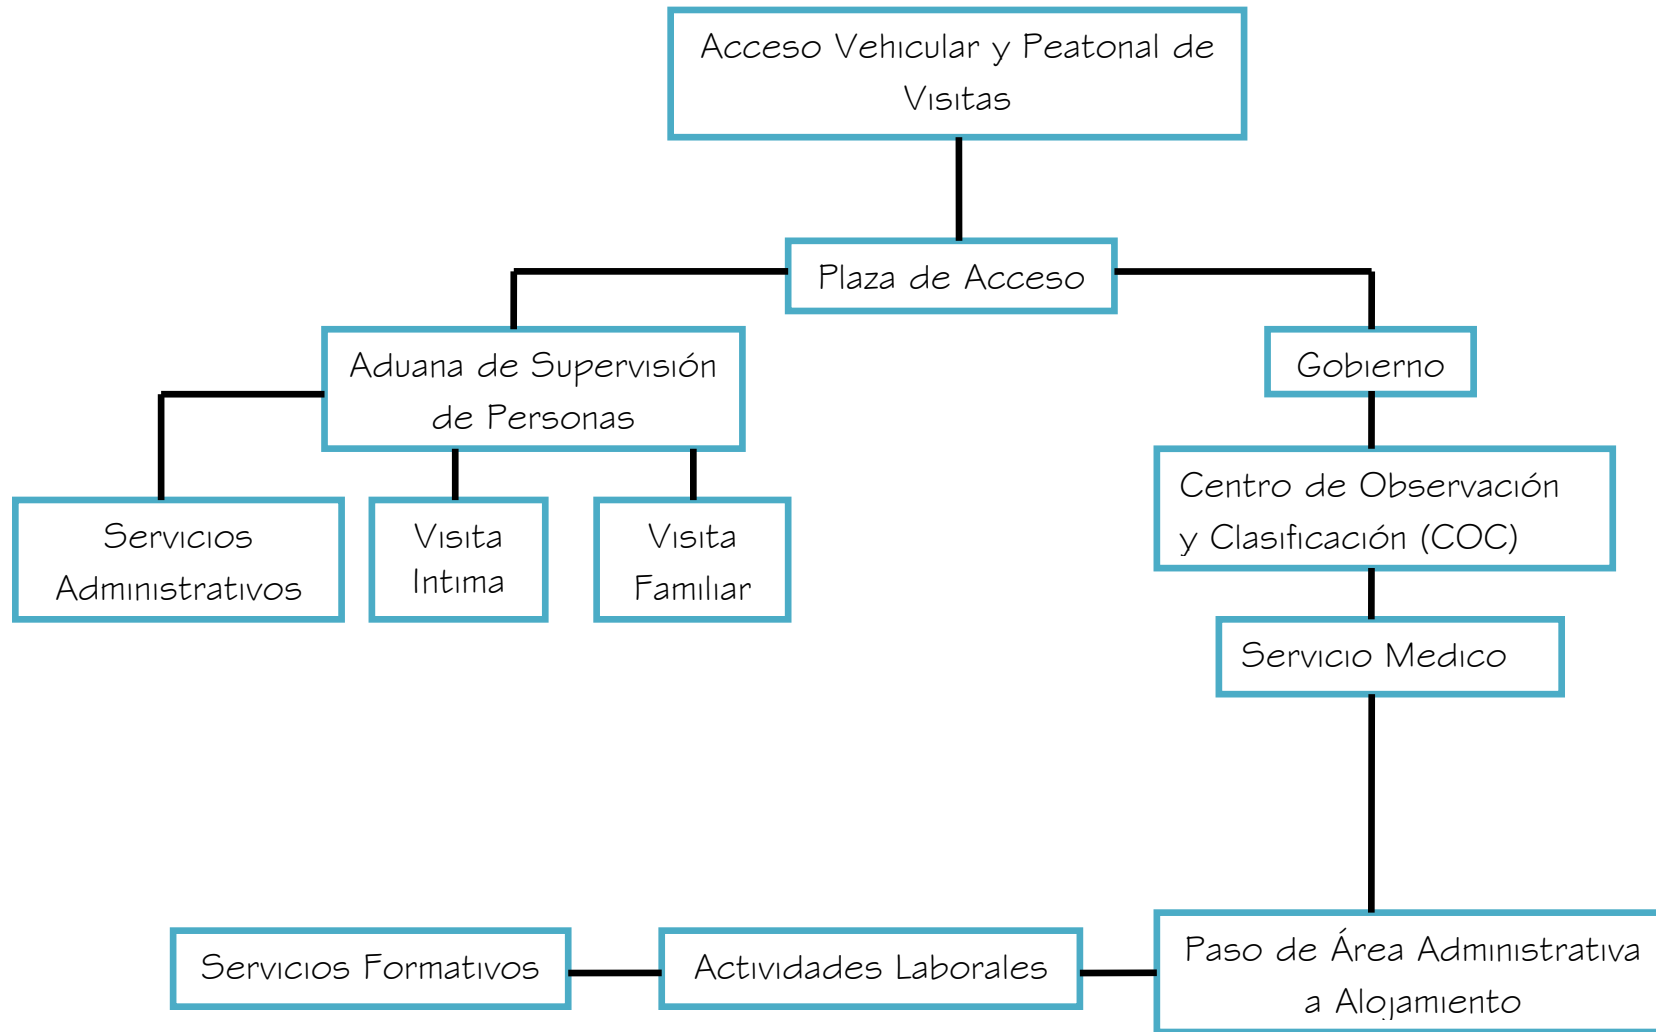 Acceso Vehicular y Peatonal de
Visitas
Plaza de Acceso
Aduana de Supervisión
de Personas
Gobierno
Servicios
Administrativos
Visita
Intima
Visita
Familiar
Centro de Observación
y Clasificación (COC)
Servicio Medico
Servicios Formativos
Actividades Laborales
Paso de Área Administrativa
a Alojamiento